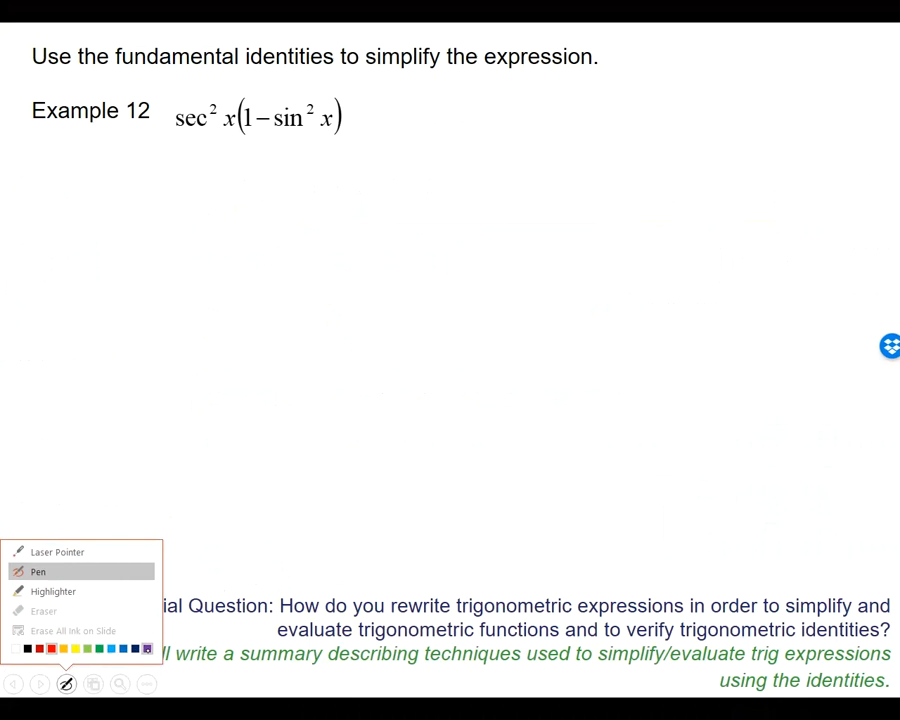 Use the fundamental identities to simplify the expression.
Example 12 sec² x(1−sin² x)
Laser Pointer
Pen
Highlighter
Eraser
Erase All Ink on Slide
ial Question: How do you rewrite trigonometric expressions in order to simplify and
evaluate trigonometric functions and to verify trigonometric identities?
write a summary describing techniques used to simplify/evaluate trig expressions
using the identities.